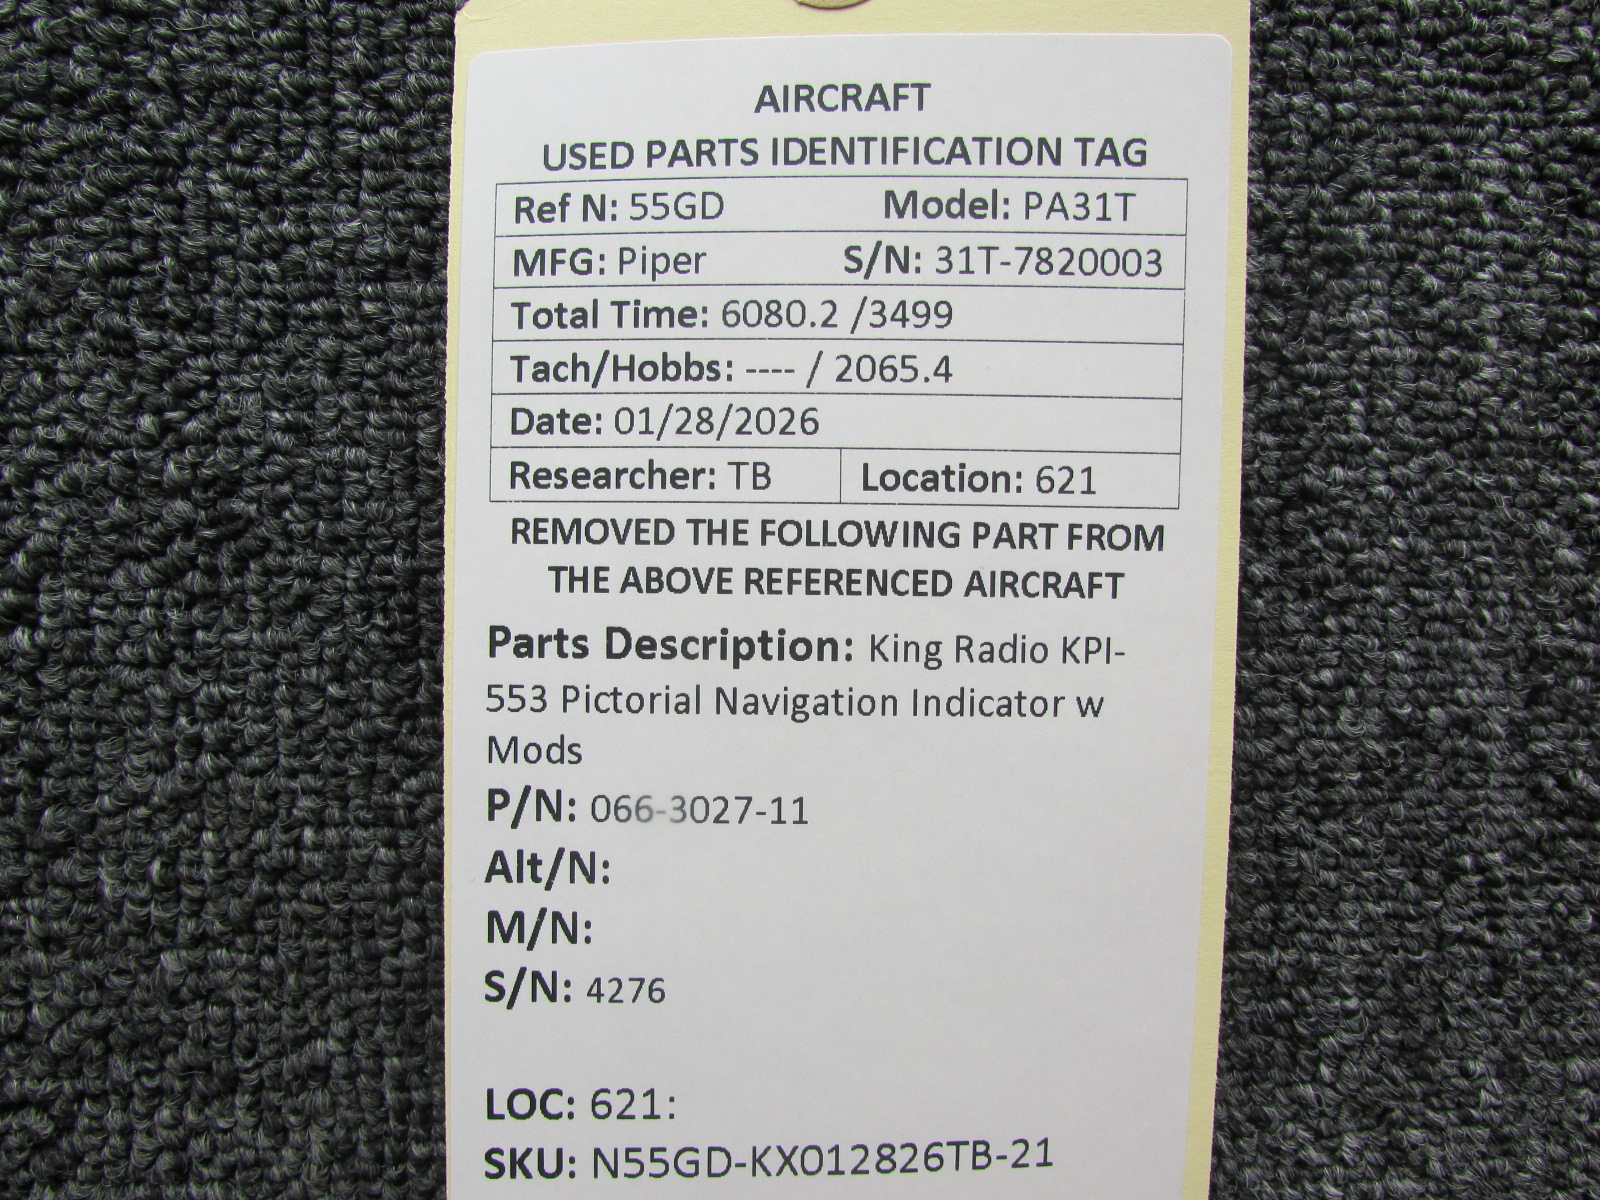 AIRCRAFT
USED PARTS IDENTIFICATION TAG
Ref N: 55GD Model: PA31T
MFG: Piper S/N: 31T-7820003
Total Time: 6080.2 /3499
Tach/Hobbs: ---- / 2065.4
Date: 01/28/2026
Researcher: TB Location: 621
REMOVED THE FOLLOWING PART FROM
THE ABOVE REFERENCED AIRCRAFT
Parts Description: King Radio KPI-
553 Pictorial Navigation Indicator w
Mods
P/N: 066-3027-11
Alt/N:
M/N:
S/N: 4276
LOC: 621:
SKU: N55GD-KX012826TB-21